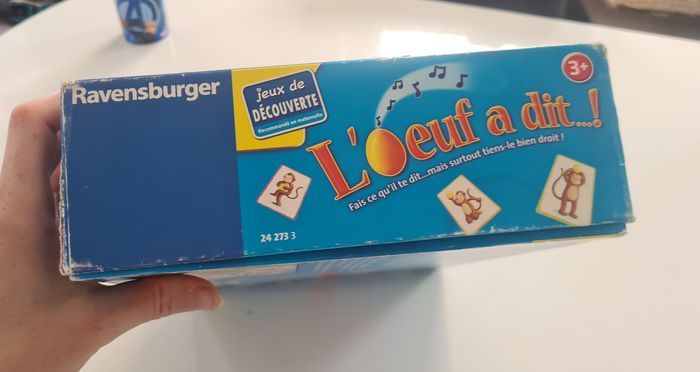 Ravensburger
jeux de
DÉCOUVERTE
Recommandé en maternelle
L'oeuf a dit...!
Fais ce qu'il te dit...mais surtout tiens-le bien droit !
3+
24 273 3